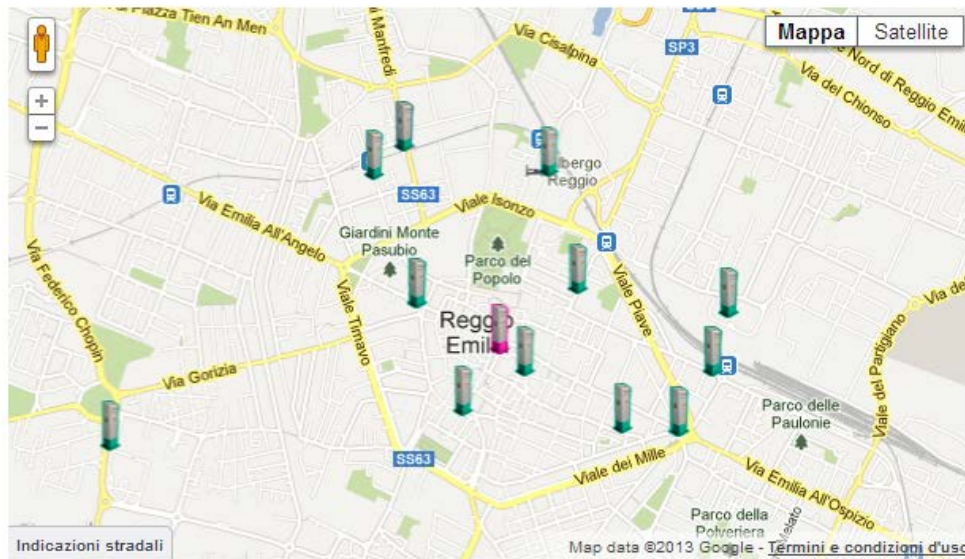 di Piazza Tien An Men
Manfredi
Via Cisalpina
SP3
Mappa
Satellite
Nord di Reggio Emili
Via del Chionso
+
−
Albergo
Reggio
SS63
Viale Isonzo
Via Emilia All'Angelo
Giardini Monte
Pasubio
Parco del
Popolo
Via Federico Chopin
Viale Timavo
Viale Piave
Via de
Viale del Partigiano
Reggio
Emilia
Via Gorizia
Parco delle
Paulonie
SS63
Viale dei Mille
Via Emilia All'Ospizio
Parco della
Polveriera
Melato
Indicazioni stradali
Map data ©2013 Google - Termini e condizioni d'uso